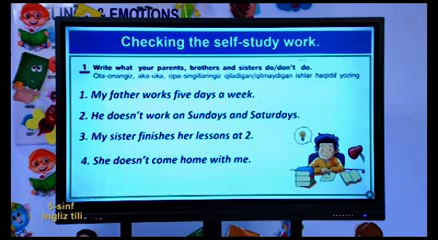 & EMOTIONS
Checking the self-study work.
1 Write what your parents, brothers and sisters do/don't do.
Ota-onangiz, aka-uka, opa-singillaringiz qiladigan/qilmaydigan ishlar haqida yozing
1. My father works five days a week.
2. He doesn't work on Sundays and Saturdays.
3. My sister finishes her lessons at 2.
4. She doesn't come home with me.
5-sinf
Ingliz tili